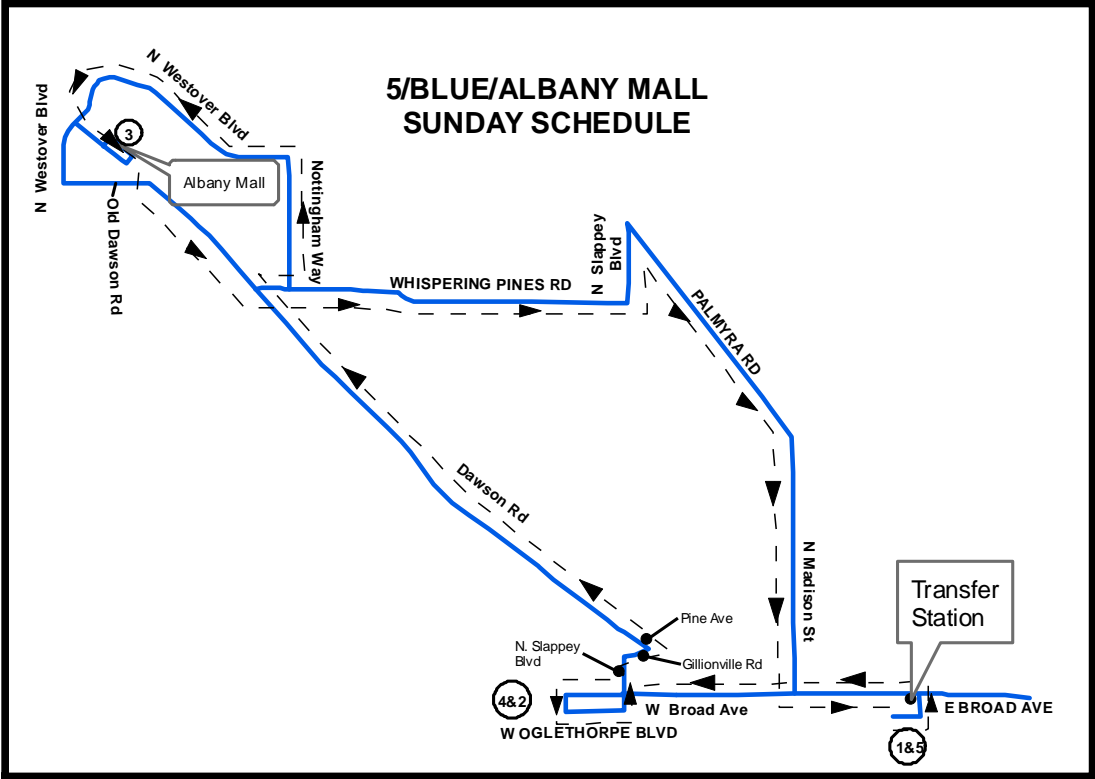 5/BLUE/ALBANY MALL
SUNDAY SCHEDULE
N Westover Blvd
N Westover Blvd
3
Albany Mall
Old Dawson Rd
Nottingham Way
WHISPERING PINES RD
N Slappey
Blvd
PALMYRA RD
Dawson Rd
N Madison St
Transfer
Station
Pine Ave
N. Slappey
Blvd
Gillionville Rd
4&2
W Broad Ave
E BROAD AVE
W OGLETHORPE BLVD
1&5